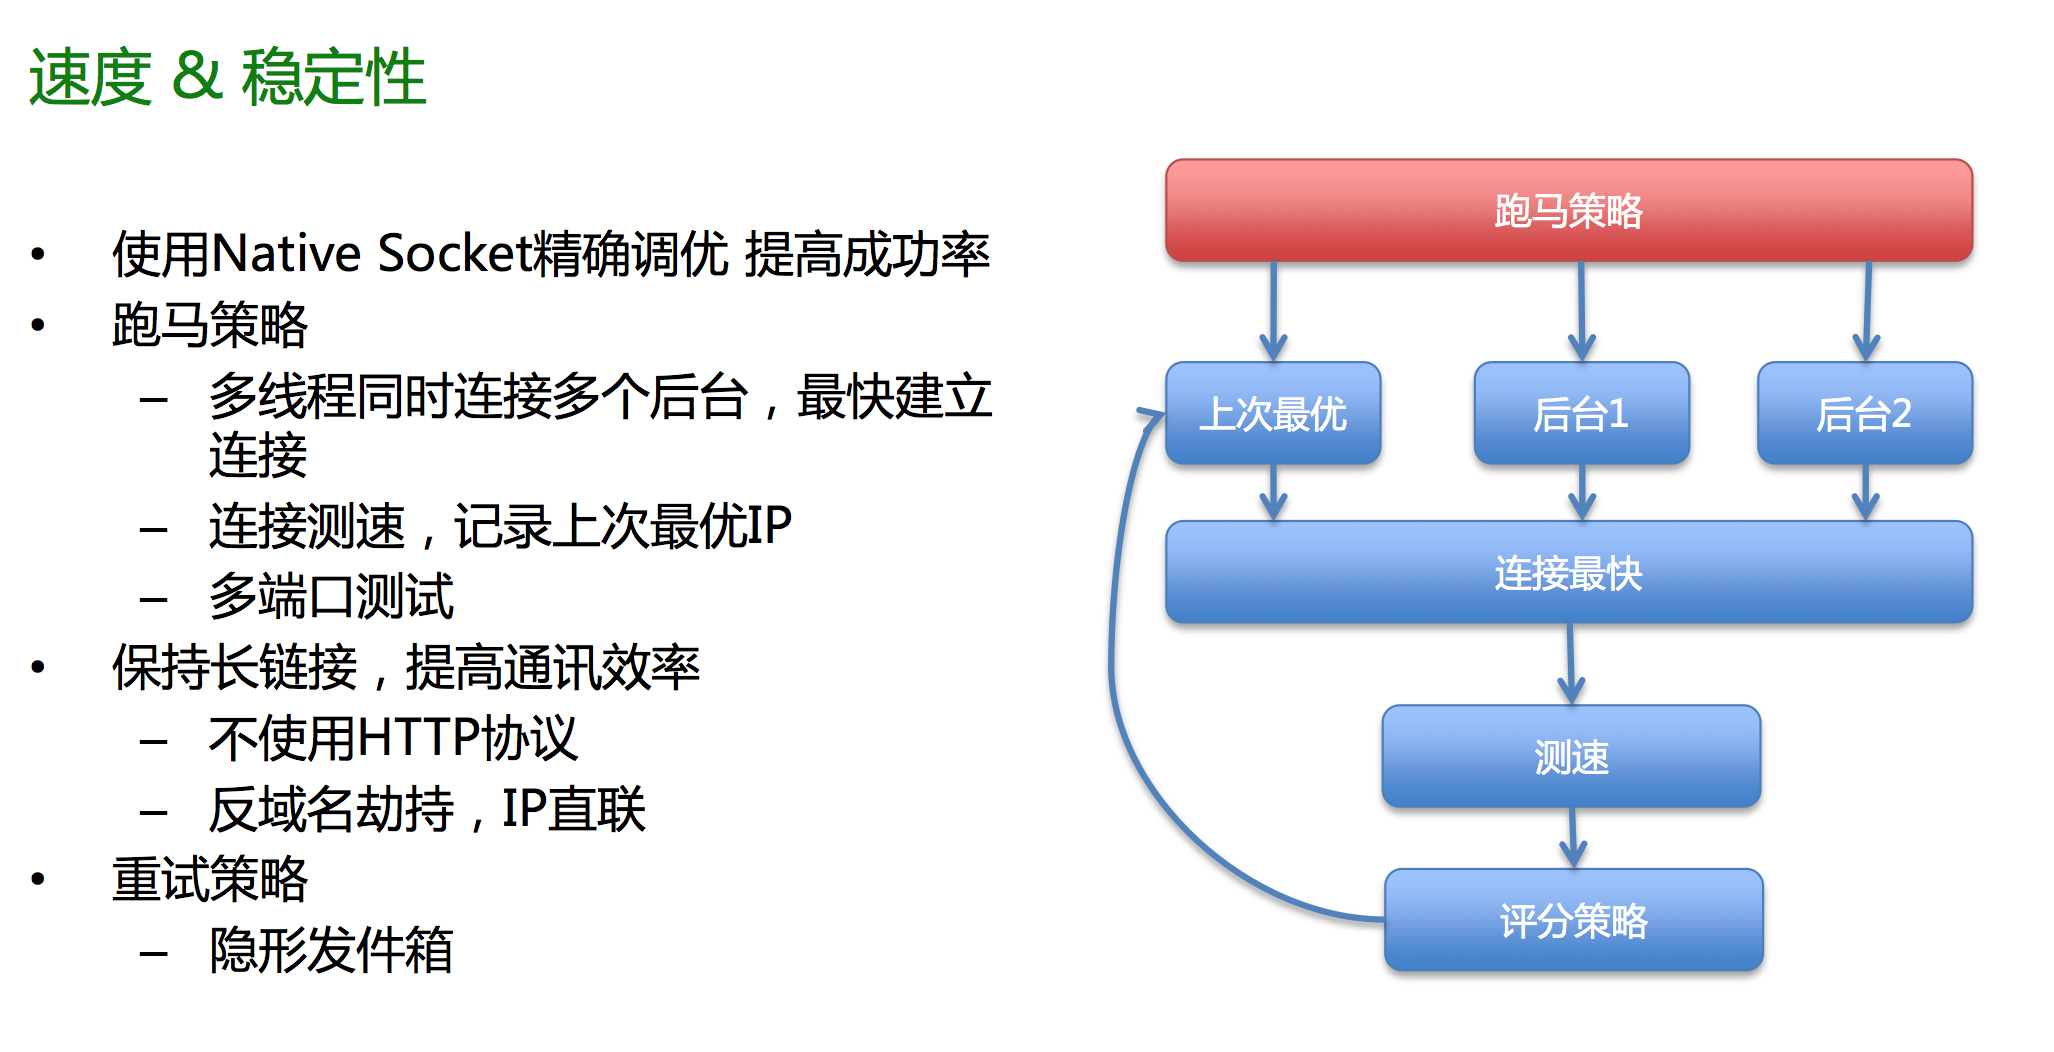 速度 & 稳定性
• 使用Native Socket精确调优 提高成功率
• 跑马策略
– 多线程同时连接多个后台，最快建立
连接
– 连接测速，记录上次最优IP
– 多端口测试
• 保持长链接，提高通讯效率
– 不使用HTTP协议
– 反域名劫持，IP直联
• 重试策略
– 隐形发件箱
跑马策略
上次最优
后台1
后台2
连接最快
测速
评分策略